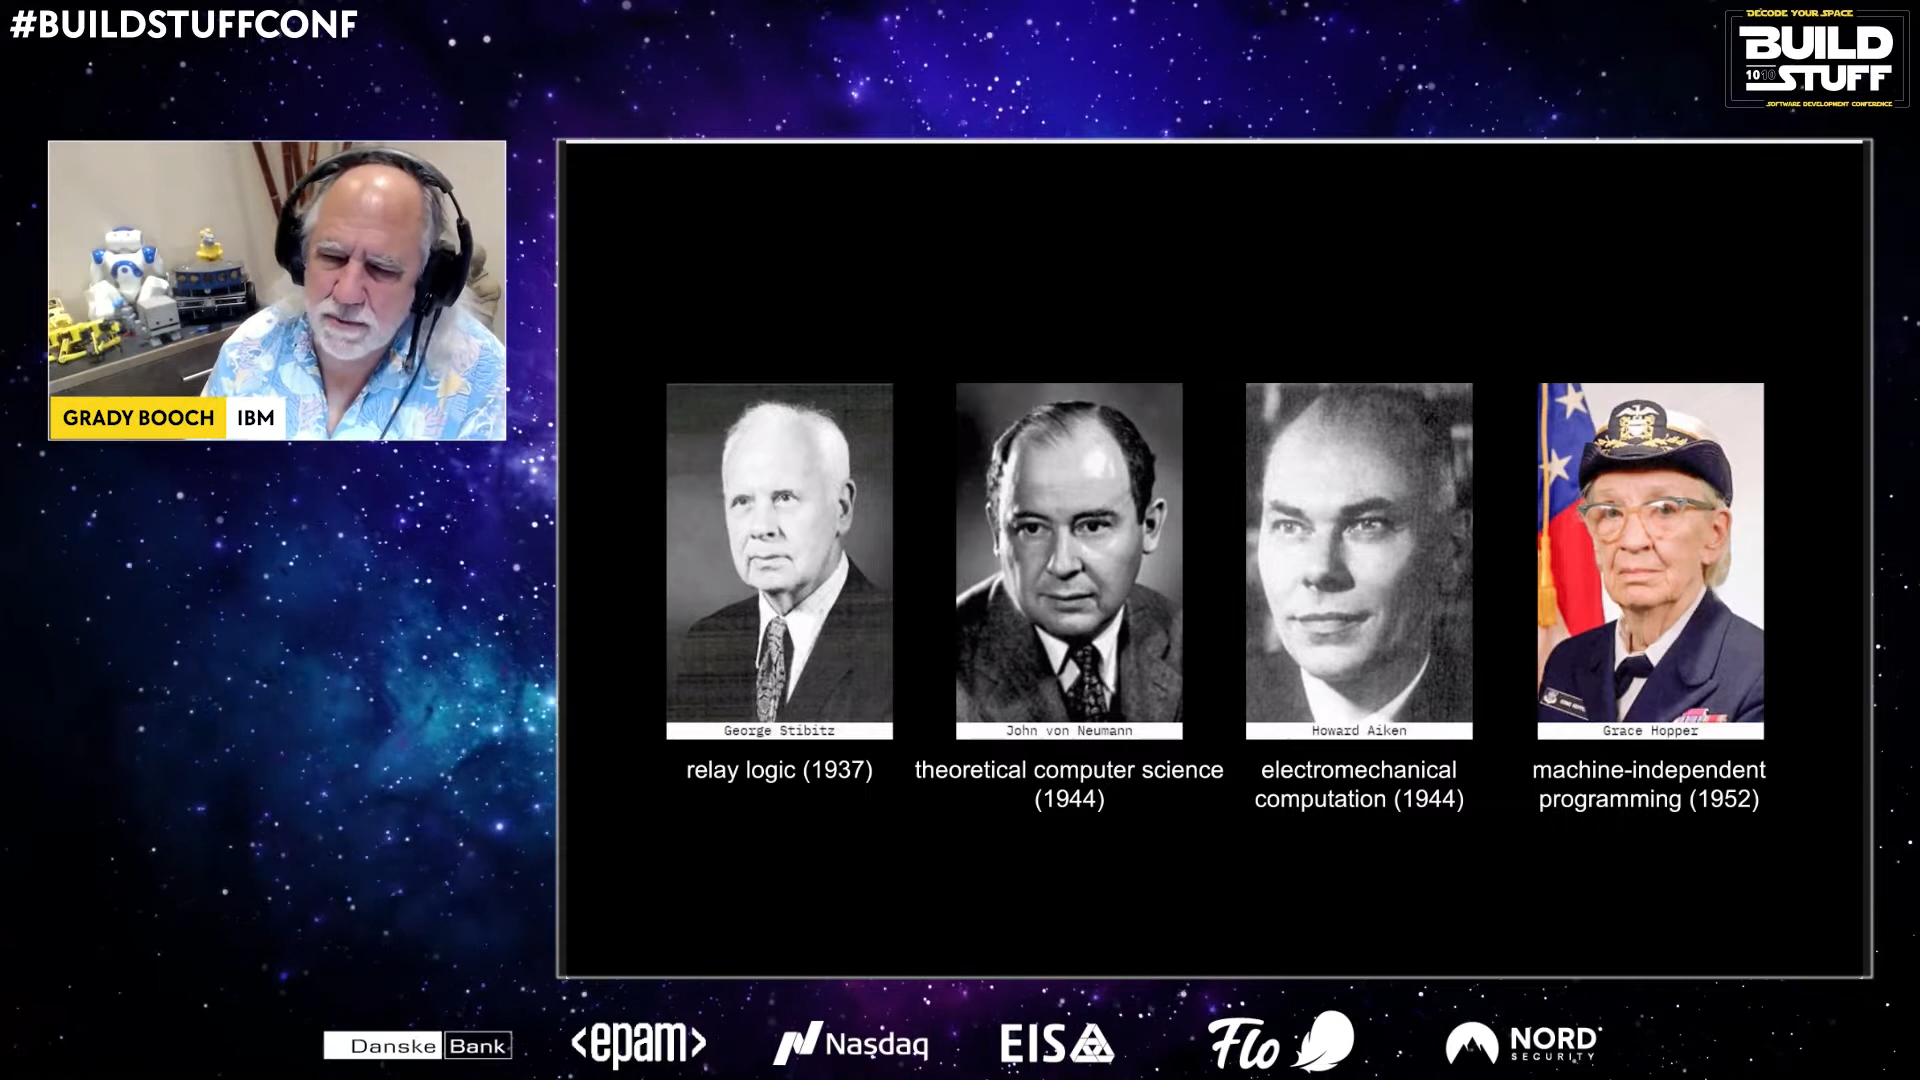 #BUILDSTUFFCONF
DECODE YOUR SPACE
BUILD
1010 STUFF
SOFTWARE DEVELOPMENT CONFERENCE
GRADY BOOCH IBM
George Stibitz
John von Neumann
Howard Aiken
Grace Hopper
relay logic (1937)
theoretical computer science
(1944)
electromechanical
computation (1944)
machine-independent
programming (1952)
Danske Bank
<epam>
Nasdaq
EIS
Flo
NORD
SECURITY